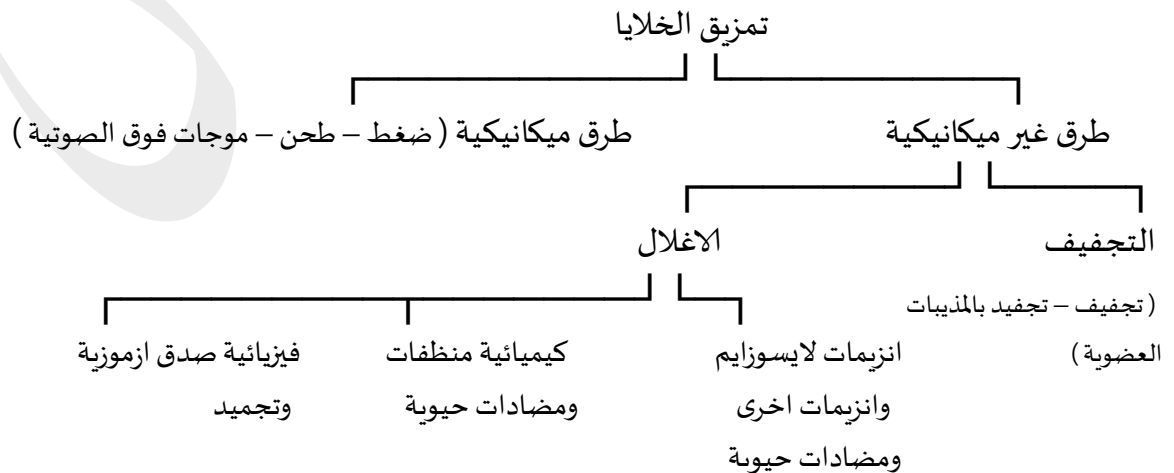 تمزيق الخلايا
طرق غير ميكانيكية
طرق ميكانيكية ( ضغط – طحن – موجات فوق الصوتية )
التجفيف
( تجفيف – تجفيد بالمذيبات
العضوية )
الاغلال
انزيمات لايسوزايم
وانزيمات اخرى
ومضادات حيوية
كيميائية منظفات
ومضادات حيوية
فيزيائية صدق ازموزية
وتجميد